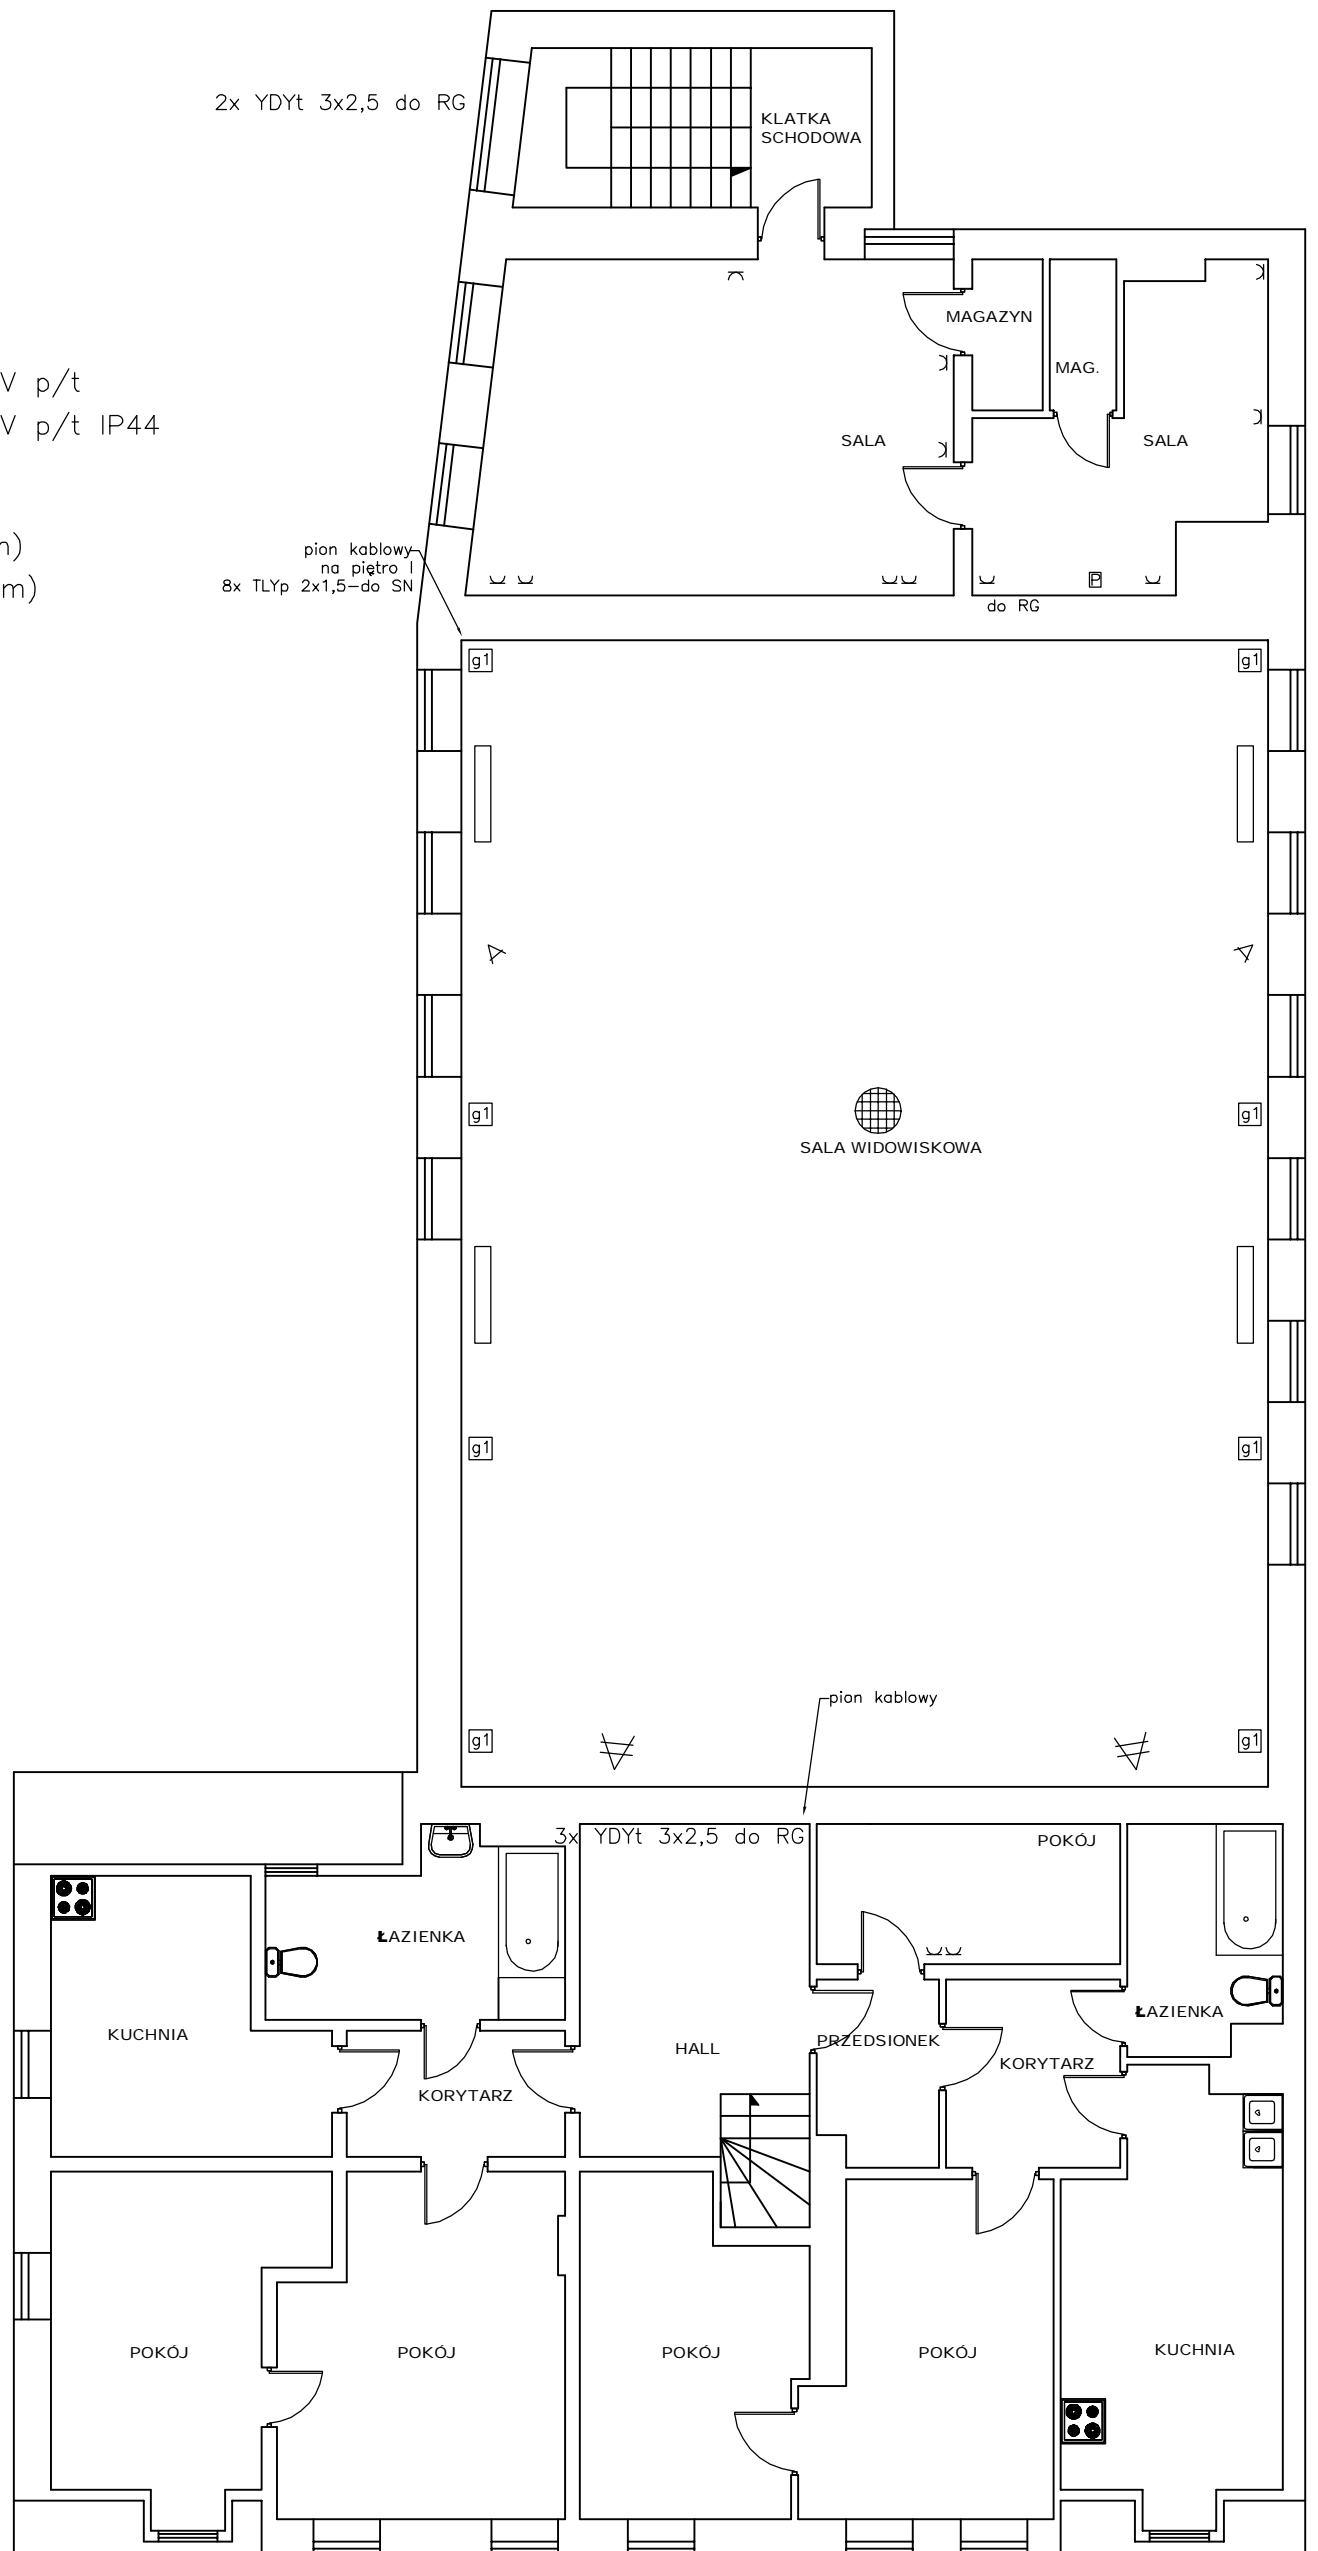 2x YDYt 3x2,5 do RG
KLATKA
SCHODOWA
MAGAZYN
MAG.
V p/t
V p/t IP44
SALA
SALA
m)
m)
pion kablowy
na piętro I
8x TLYp 2x1,5-do SN
P
do RG
g1
g1
g1
g1
SALA WIDOWISKOWA
g1
g1
pion kablowy
g1
g1
3x YDYt 3x2,5 do RG
POKÓJ
ŁAZIENKA
ŁAZIENKA
KUCHNIA
HALL
PRZEDSIONEK
KORYTARZ
KORYTARZ
POKÓJ
POKÓJ
POKÓJ
POKÓJ
KUCHNIA